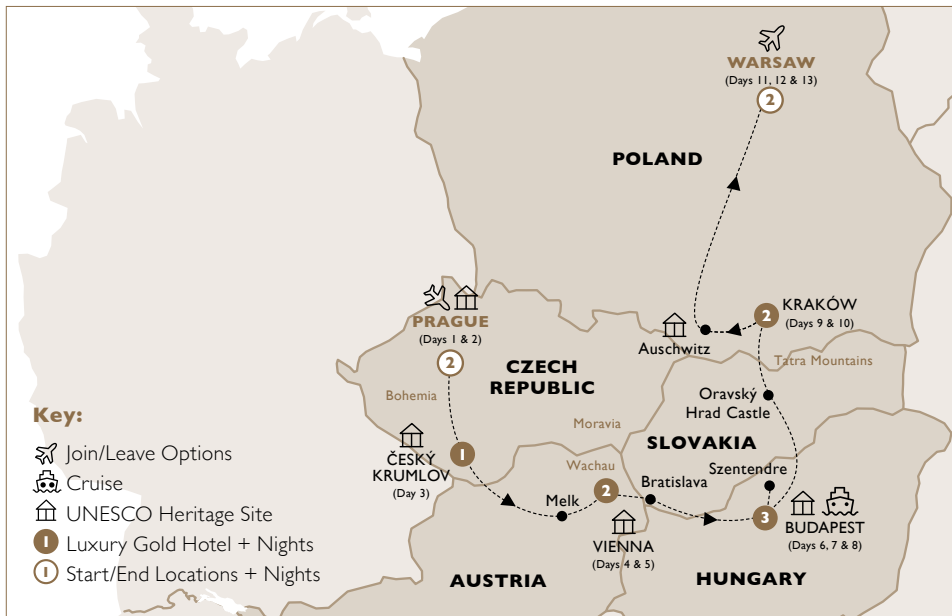 WARSAW
(Days 11, 12 & 13)
2
POLAND
PRAGUE
(Days 1 & 2)
2
KRAKÓW
(Days 9 & 10)
2
Auschwitz
Tatra Mountains
CZECH
REPUBLIC
Bohemia
Oravský
Hrad Castle
Moravia
SLOVAKIA
ČESKÝ
KRUMLOV
(Day 3)
1
Wachau
2
Melk
Bratislava
Szentendre
VIENNA
(Days 4 & 5)
3
BUDAPEST
(Days 6, 7 & 8)
AUSTRIA
HUNGARY
Key:
Join/Leave Options
Cruise
UNESCO Heritage Site
1 Luxury Gold Hotel + Nights
1 Start/End Locations + Nights